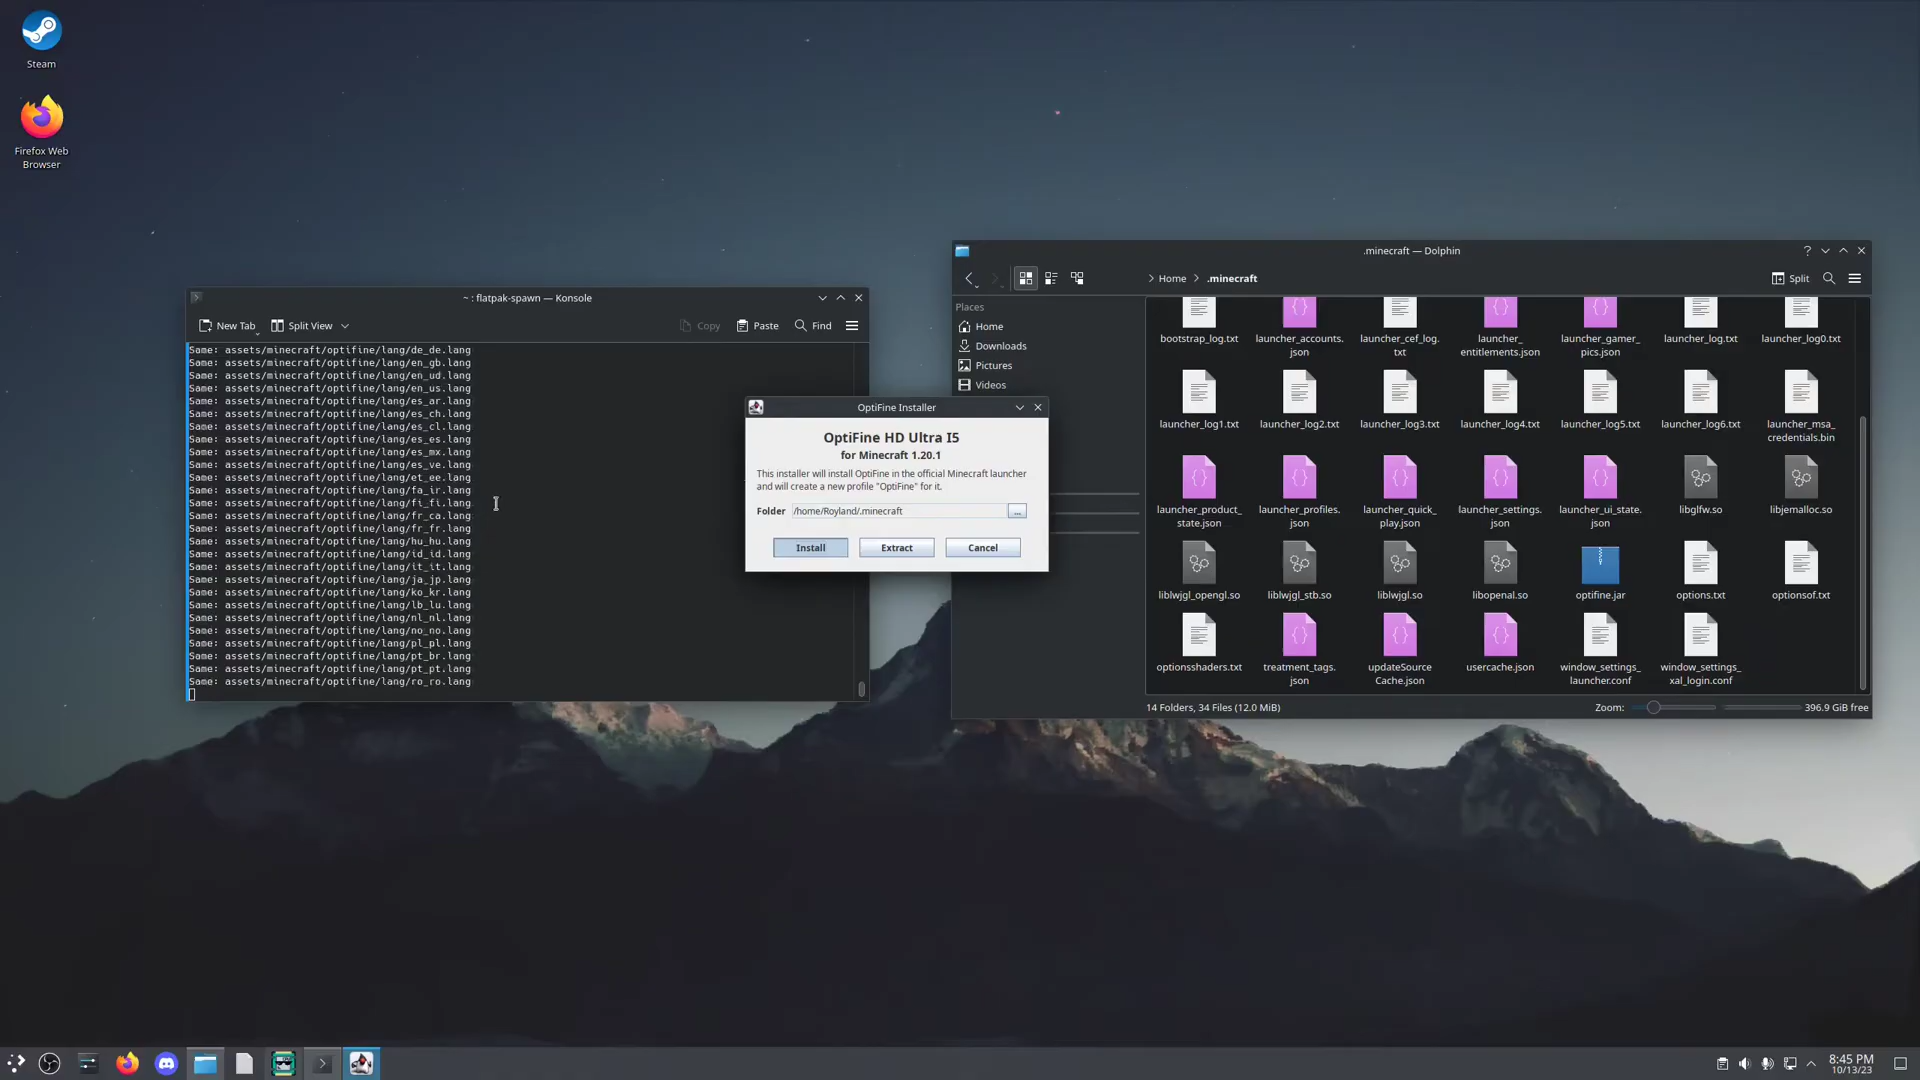 Steam
Firefox Web
Browser
~ : flatpak-spawn — Konsole
New Tab
Split View
Copy
Paste
Find
Same: assets/minecraft/optifine/lang/de_de.lang
Same: assets/minecraft/optifine/lang/en_gb.lang
Same: assets/minecraft/optifine/lang/en_ud.lang
Same: assets/minecraft/optifine/lang/en_us.lang
Same: assets/minecraft/optifine/lang/es_ar.lang
Same: assets/minecraft/optifine/lang/es_ch.lang
Same: assets/minecraft/optifine/lang/es_cl.lang
Same: assets/minecraft/optifine/lang/es_es.lang
Same: assets/minecraft/optifine/lang/es_mx.lang
Same: assets/minecraft/optifine/lang/es_ve.lang
Same: assets/minecraft/optifine/lang/et_ee.lang
Same: assets/minecraft/optifine/lang/fa_ir.lang
Same: assets/minecraft/optifine/lang/fi_fi.lang
Same: assets/minecraft/optifine/lang/fr_ca.lang
Same: assets/minecraft/optifine/lang/fr_fr.lang
Same: assets/minecraft/optifine/lang/hu_hu.lang
Same: assets/minecraft/optifine/lang/id_id.lang
Same: assets/minecraft/optifine/lang/it_it.lang
Same: assets/minecraft/optifine/lang/ja_jp.lang
Same: assets/minecraft/optifine/lang/ko_kr.lang
Same: assets/minecraft/optifine/lang/lb_lu.lang
Same: assets/minecraft/optifine/lang/nl_nl.lang
Same: assets/minecraft/optifine/lang/no_no.lang
Same: assets/minecraft/optifine/lang/pl_pl.lang
Same: assets/minecraft/optifine/lang/pt_br.lang
Same: assets/minecraft/optifine/lang/pt_pt.lang
Same: assets/minecraft/optifine/lang/ro_ro.lang
OptiFine Installer
OptiFine HD Ultra I5
for Minecraft 1.20.1
This installer will install OptiFine in the official Minecraft launcher
and will create a new profile "OptiFine" for it.
Folder /home/Royland/.minecraft ...
Install Extract Cancel
.minecraft — Dolphin
Home > .minecraft
Split
Places
Home
Downloads
Pictures
Videos
bootstrap_log.txt
launcher_accounts.
json
launcher_cef_log.
txt
launcher_
entitlements.json
launcher_gamer_
pics.json
launcher_log.txt
launcher_log0.txt
launcher_log1.txt
launcher_log2.txt
launcher_log3.txt
launcher_log4.txt
launcher_log5.txt
launcher_log6.txt
launcher_msa_
credentials.bin
launcher_product_
state.json
launcher_profiles.
json
launcher_quick_
play.json
launcher_settings.
json
launcher_ui_state.
json
libglfw.so
libjemalloc.so
liblwjgl_opengl.so
liblwjgl_stb.so
liblwjgl.so
libopenal.so
optifine.jar
options.txt
optionsof.txt
optionsshaders.txt
treatment_tags.
json
updateSource
Cache.json
usercache.json
window_settings_
launcher.conf
window_settings_
xal_login.conf
14 Folders, 34 Files (12.0 MiB)
Zoom:
396.9 GiB free
8:45 PM
10/13/23